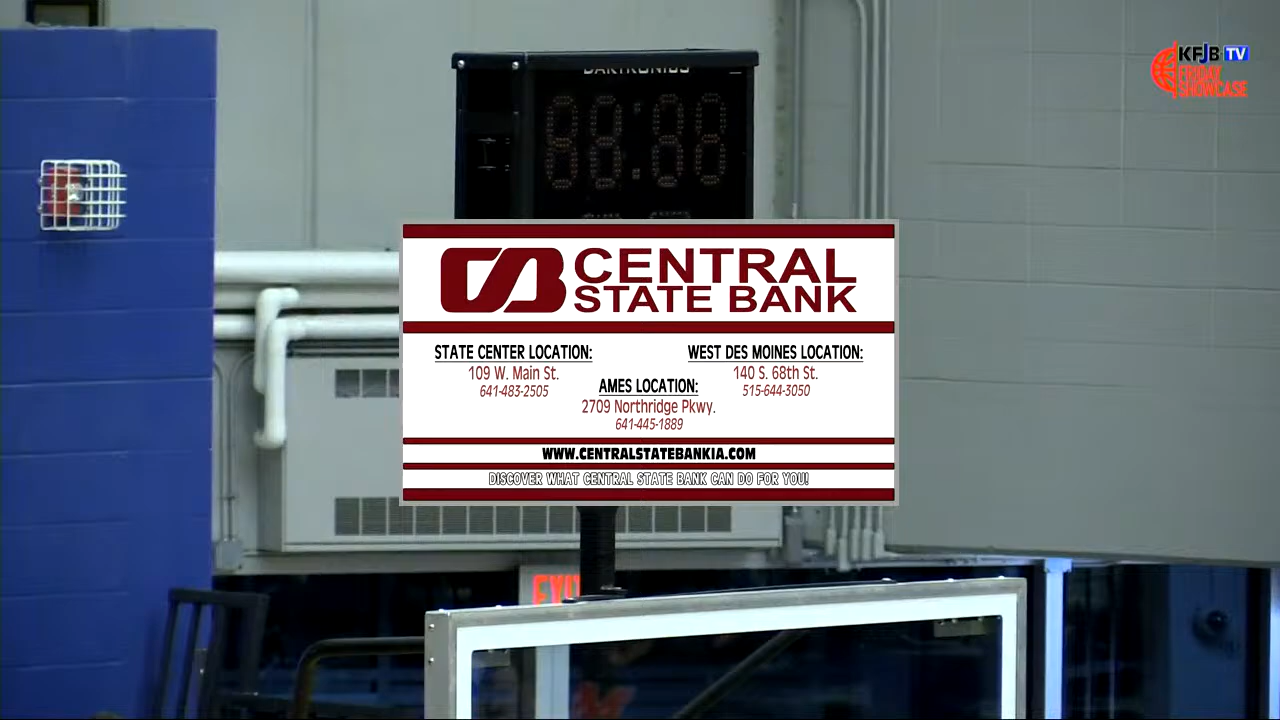 KFJB TV
FRIDAY
SHOWCASE
DAKTRONICS
CENTRAL
STATE BANK
STATE CENTER LOCATION:
109 W. Main St.
641-483-2505
AMES LOCATION:
2709 Northridge Pkwy.
641-445-1889
WEST DES MOINES LOCATION:
140 S. 68th St.
515-644-3050
WWW.CENTRALSTATEBANKIA.COM
DISCOVER WHAT CENTRAL STATE BANK CAN DO FOR YOU!
EXIT